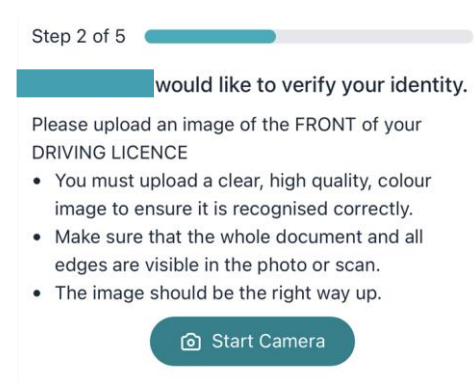 Step 2 of 5
would like to verify your identity.
Please upload an image of the FRONT of your
DRIVING LICENCE
• You must upload a clear, high quality, colour
image to ensure it is recognised correctly.
• Make sure that the whole document and all
edges are visible in the photo or scan.
• The image should be the right way up.
Start Camera